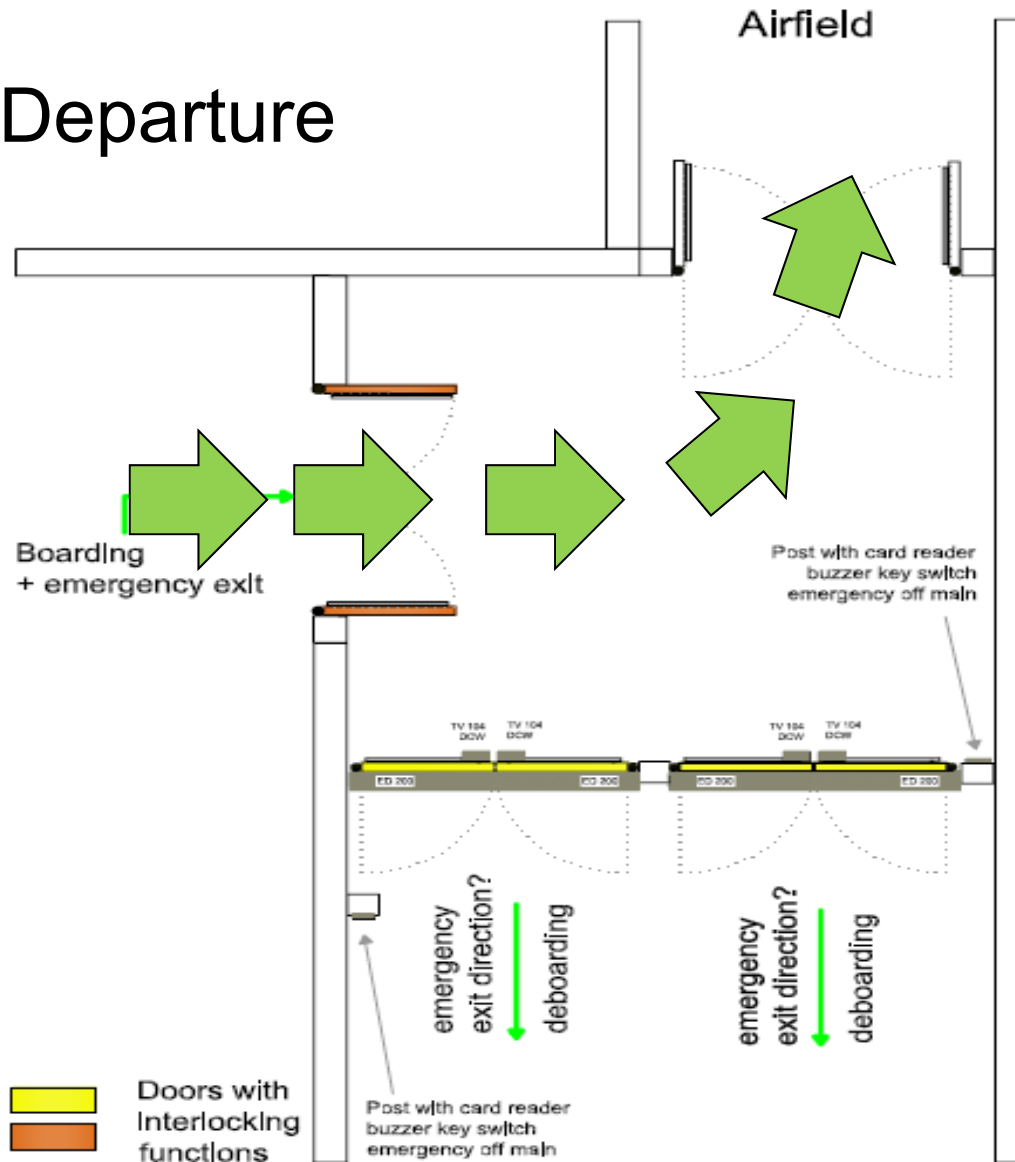 Airfield
Departure
Boarding
+ emergency exit
Post with card reader
buzzer key switch
emergency off main
TV 104
DCW
TV 104
DCW
TV 104
DCW
TV 104
DCW
ED 200
ED 200
ED 200
ED 200
emergency
exit direction?
deboarding
emergency
exit direction?
deboarding
Doors with
Interlocking
functions
Post with card reader
buzzer key switch
emergency off main